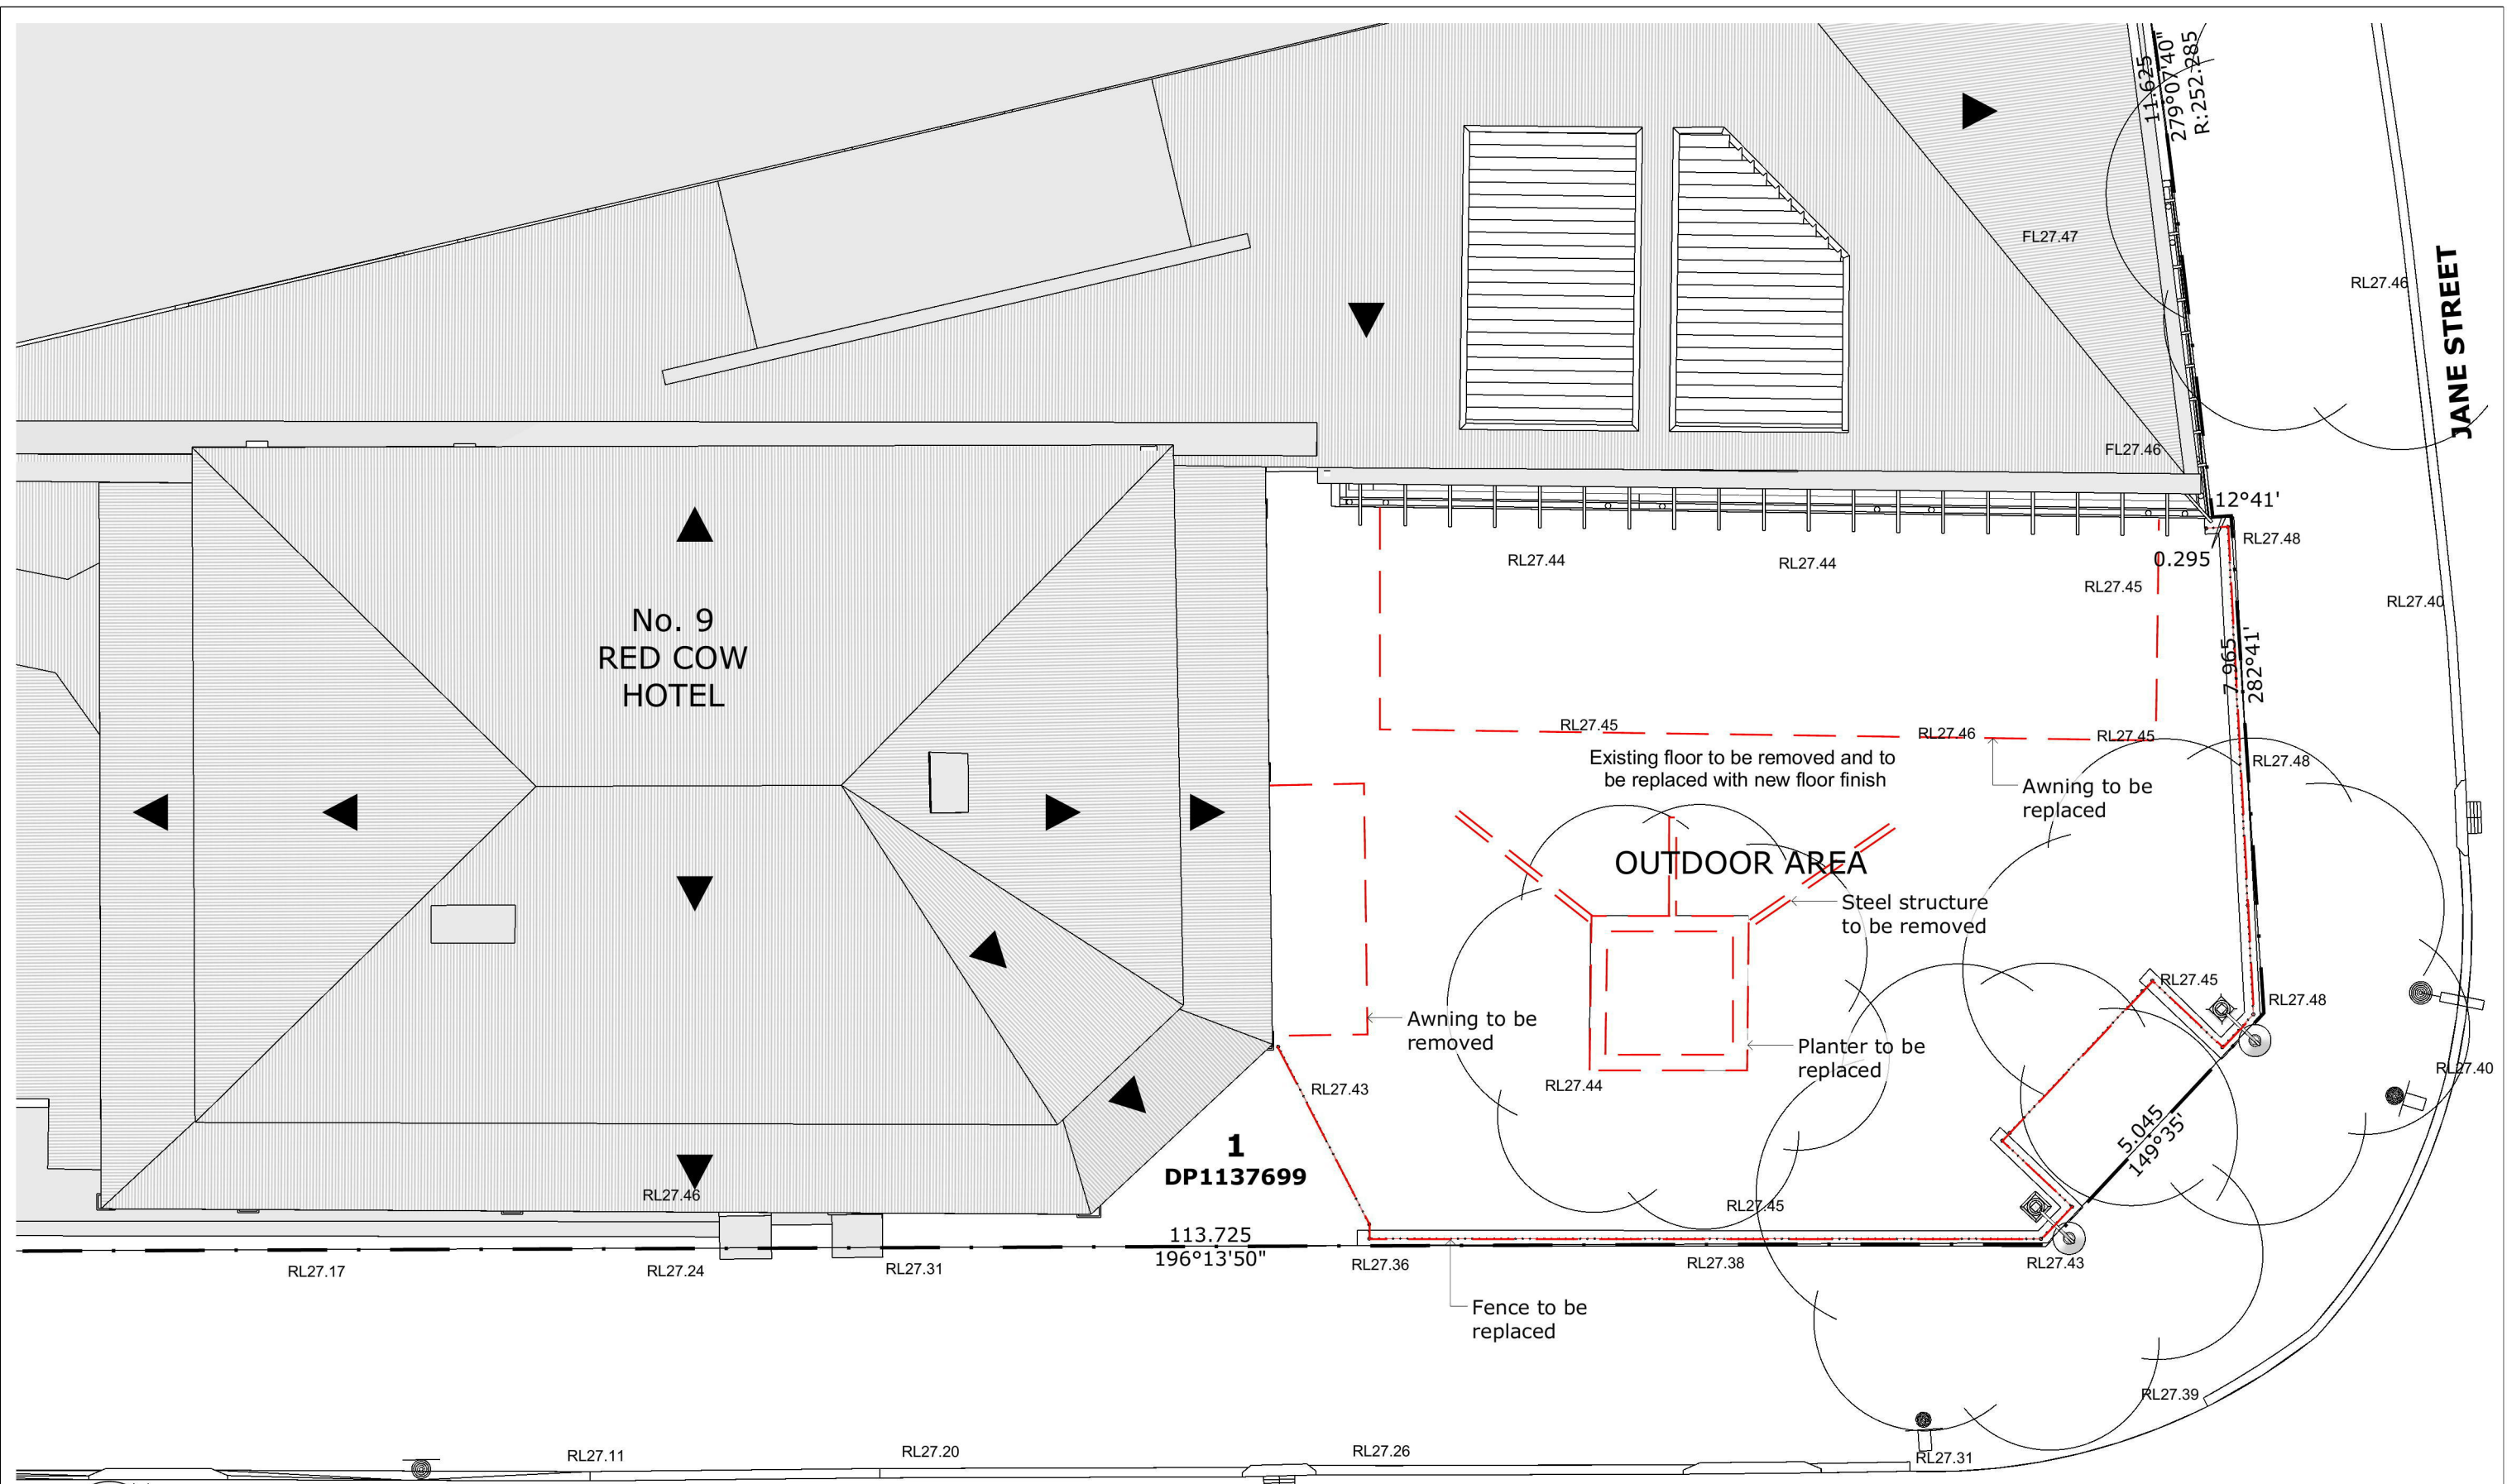 11.625
279°07'40"
R:252.285
FL27.47
RL27.46
JANE STREET
FL27.46
12°41'
RL27.48
RL27.44
RL27.44
0.295
RL27.45
RL27.40
No. 9
RED COW
HOTEL
7.965
282°41'
RL27.45
RL27.46
RL27.45
Existing floor to be removed and to
be replaced with new floor finish
RL27.48
Awning to be
replaced
OUTDOOR AREA
Steel structure
to be removed
RL27.45
RL27.48
Awning to be
removed
Planter to be
replaced
RL27.43
RL27.44
RL27.40
5.045
149°35'
1
DP1137699
RL27.46
RL27.45
113.725
196°13'50"
RL27.17
RL27.24
RL27.31
RL27.36
RL27.38
RL27.43
Fence to be
replaced
RL27.39
RL27.11
RL27.20
RL27.26
RL27.31